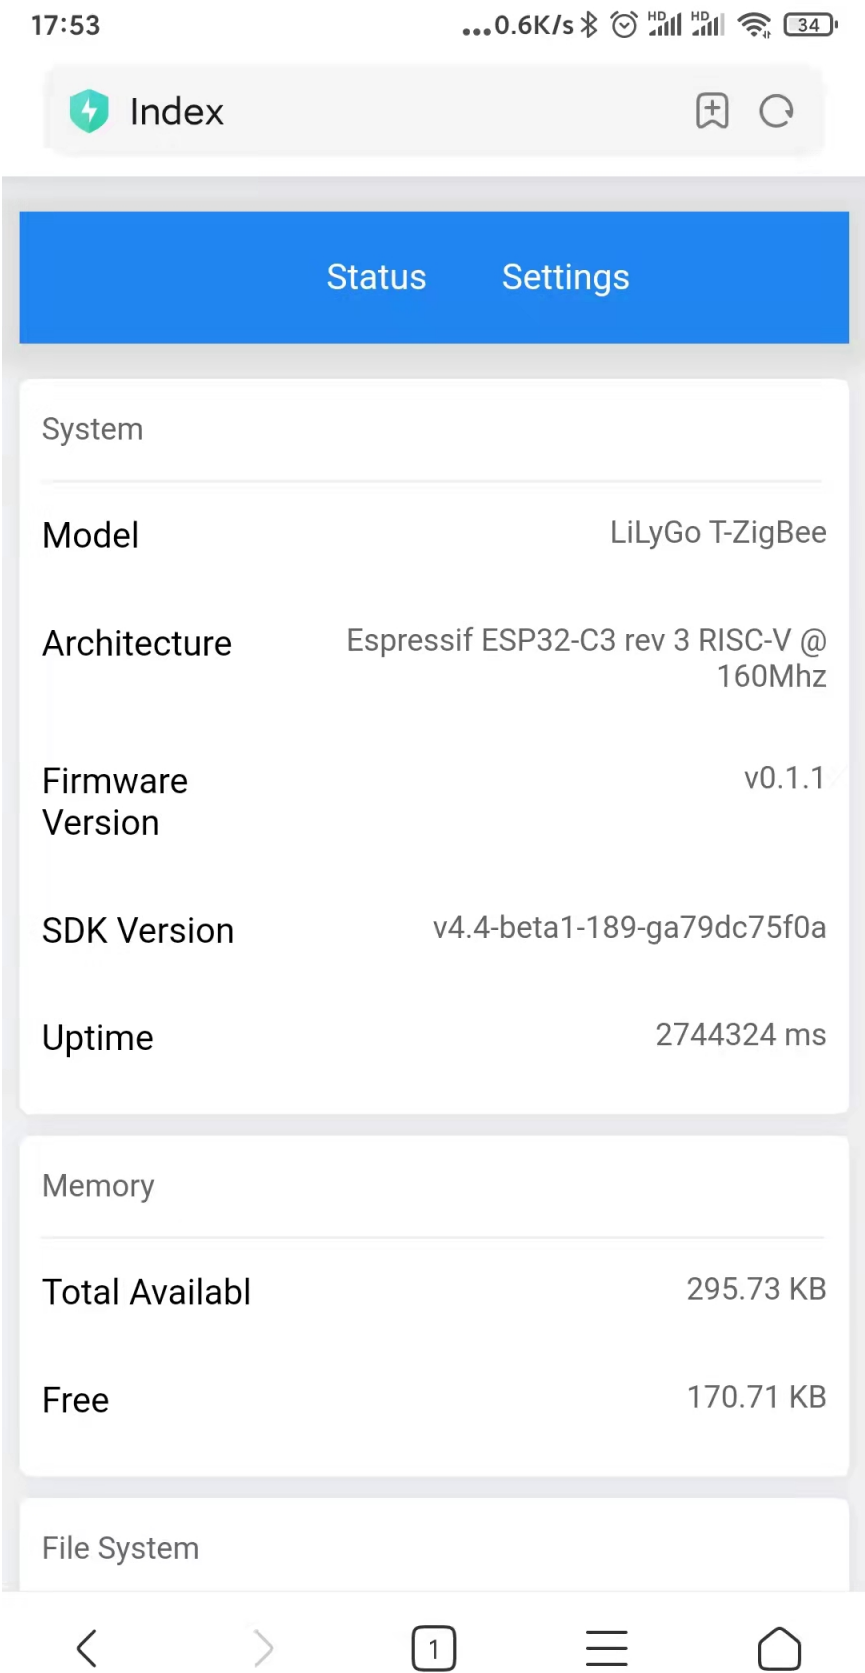 17:53
...0.6K/s HD HD 34
Index
Status Settings
System
Model LiLyGo T-ZigBee
Architecture Espressif ESP32-C3 rev 3 RISC-V @
160Mhz
Firmware v0.1.1
Version
SDK Version v4.4-beta1-189-ga79dc75f0a
Uptime 2744324 ms
Memory
Total Availabl 295.73 KB
Free 170.71 KB
File System
1